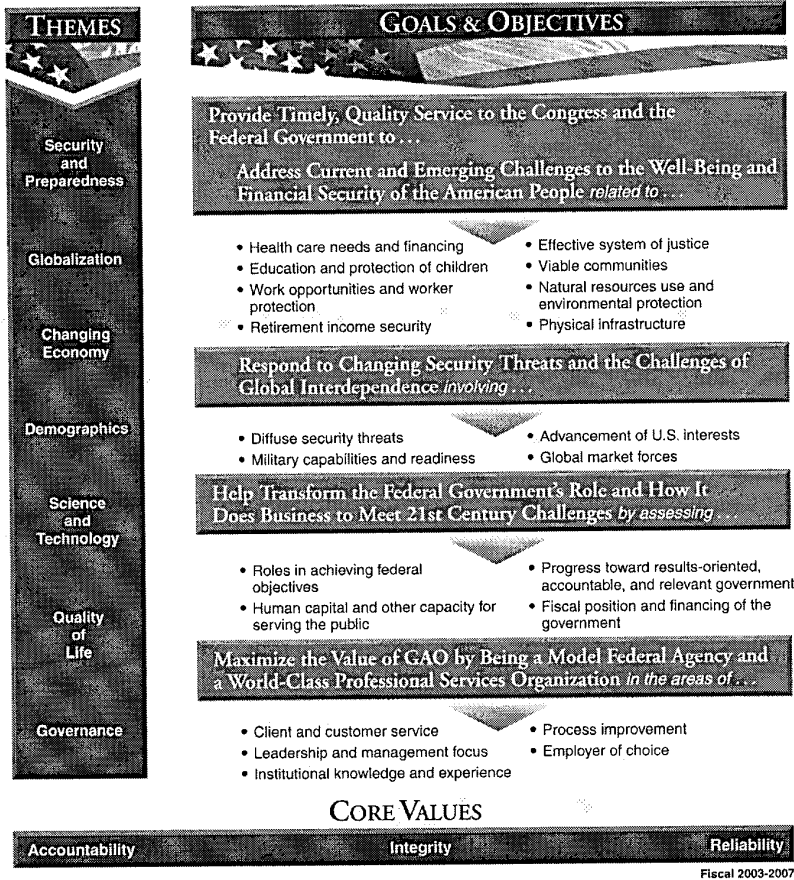 THEMES
Security
and
Preparedness
Globalization
Changing
Economy
Demographics
Science
and
Technology
Quality
of
Life
Governance
GOALS & OBJECTIVES
Provide Timely, Quality Service to the Congress and the
Federal Government to . . .
Address Current and Emerging Challenges to the Well-Being and
Financial Security of the American People related to . . .
• Health care needs and financing
• Education and protection of children
• Work opportunities and worker
protection
• Retirement income security
• Effective system of justice
• Viable communities
• Natural resources use and
environmental protection
• Physical infrastructure
Respond to Changing Security Threats and the Challenges of
Global Interdependence involving . . .
• Diffuse security threats
• Military capabilities and readiness
• Advancement of U.S. interests
• Global market forces
Help Transform the Federal Government's Role and How It
Does Business to Meet 21st Century Challenges by assessing . . .
• Roles in achieving federal
objectives
• Human capital and other capacity for
serving the public
• Progress toward results-oriented,
accountable, and relevant government
• Fiscal position and financing of the
government
Maximize the Value of GAO by Being a Model Federal Agency and
a World-Class Professional Services Organization in the areas of . . .
• Client and customer service
• Leadership and management focus
• Institutional knowledge and experience
• Process improvement
• Employer of choice
CORE VALUES
Accountability Integrity Reliability
Fiscal 2003-2007